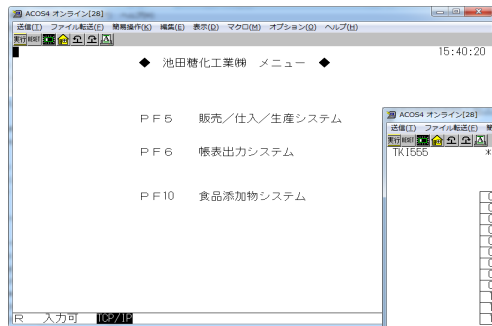 ACOS4 オンライン[28]
送信(T) ファイル転送(E) 簡易操作(K) 編集(E) 表示(D) マクロ(M) オプション(O) ヘルプ(H)
実行
15:40:20
◆ 池田糖化工業㈱ メニュー ◆
PF5 販売/仕入/生産システム
PF6 帳表出力システム
PF10 食品添加物システム
R 入力可 TCP/IP
ACOS4 オンライン[28]
送信(T) ファイル転送(E)
実行
TKI555 *